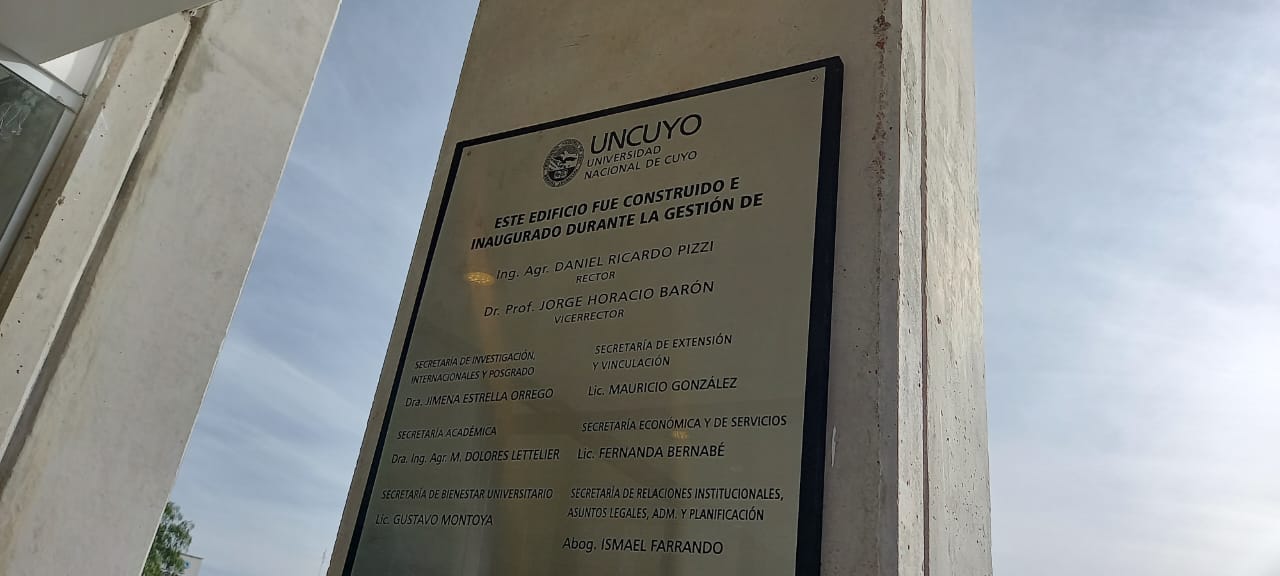 UNCUYO
UNIVERSIDAD
NACIONAL DE CUYO
ESTE EDIFICIO FUE CONSTRUIDO E
INAUGURADO DURANTE LA GESTIÓN DE
Ing. Agr. DANIEL RICARDO PIZZI
RECTOR
Dr. Prof. JORGE HORACIO BARÓN
VICERRECTOR
SECRETARÍA DE INVESTIGACIÓN,
INTERNACIONALES Y POSGRADO
Dra. JIMENA ESTRELLA ORREGO
SECRETARÍA ACADÉMICA
Dra. Ing. Agr. M. DOLORES LETTELIER
SECRETARÍA DE BIENESTAR UNIVERSITARIO
Lic. GUSTAVO MONTOYA
SECRETARÍA DE EXTENSIÓN
Y VINCULACIÓN
Lic. MAURICIO GONZÁLEZ
SECRETARÍA ECONÓMICA Y DE SERVICIOS
Lic. FERNANDA BERNABÉ
SECRETARÍA DE RELACIONES INSTITUCIONALES,
ASUNTOS LEGALES, ADM. Y PLANIFICACIÓN
Abog. ISMAEL FARRANDO